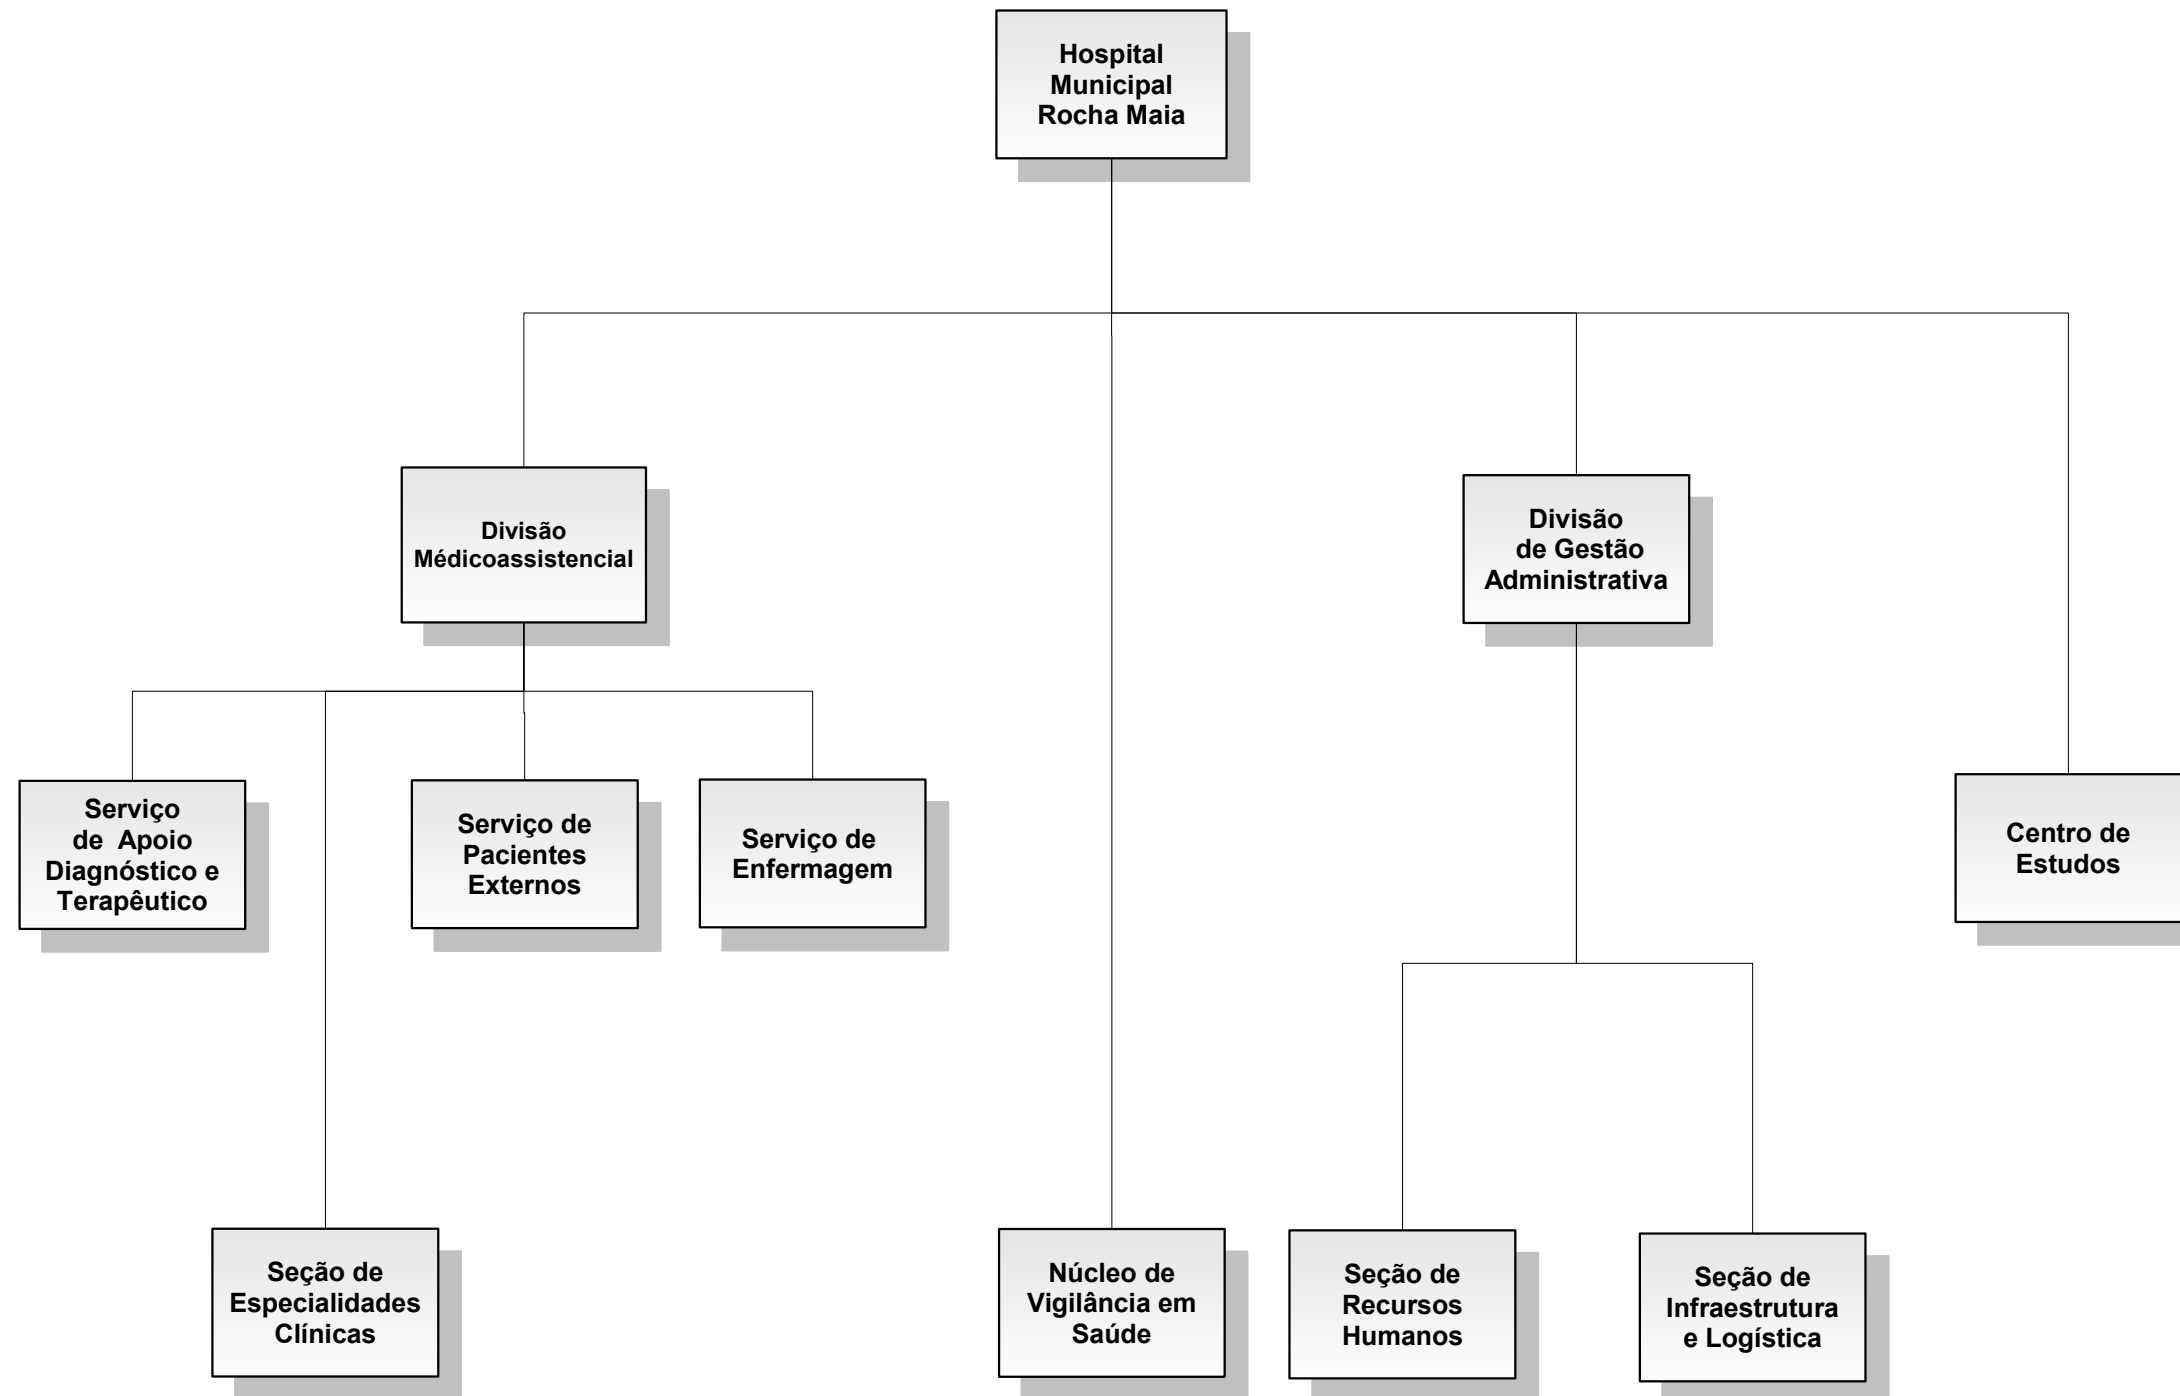 Hospital
Municipal
Rocha Maia
Divisão
Médicoassistencial
Divisão
de Gestão
Administrativa
Serviço
de Apoio
Diagnóstico e
Terapêutico
Serviço de
Pacientes
Externos
Serviço de
Enfermagem
Centro de
Estudos
Seção de
Especialidades
Clínicas
Núcleo de
Vigilância em
Saúde
Seção de
Recursos
Humanos
Seção de
Infraestrutura
e Logística